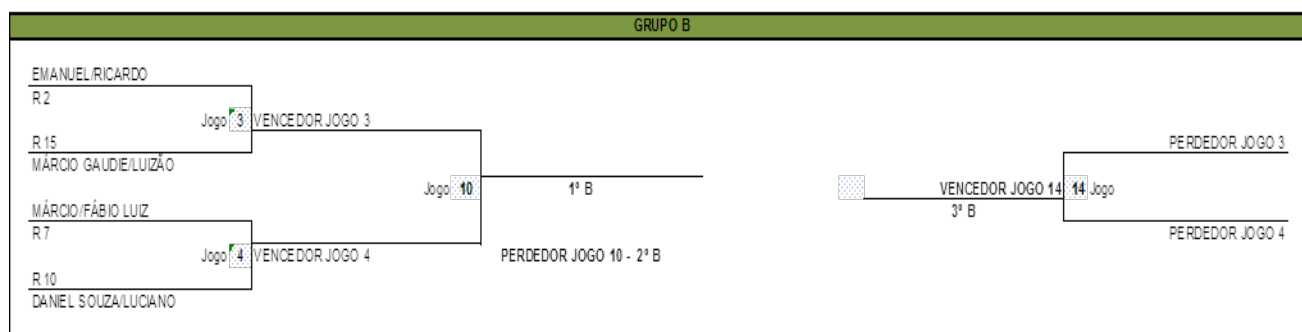 GRUPO B
EMANUEL/RICARDO
R 2
Jogo 3 VENCEDOR JOGO 3
R 15
MÁRCIO GAUDIE/LUIZÃO
Jogo 10 1º B
MÁRCIO/FÁBIO LUIZ
R 7
Jogo 4 VENCEDOR JOGO 4
R 10
DANIEL SOUZA/LUCIANO
PERDEDOR JOGO 10 - 2º B
PERDEDOR JOGO 3
VENCEDOR JOGO 14 14 Jogo
3º B
PERDEDOR JOGO 4